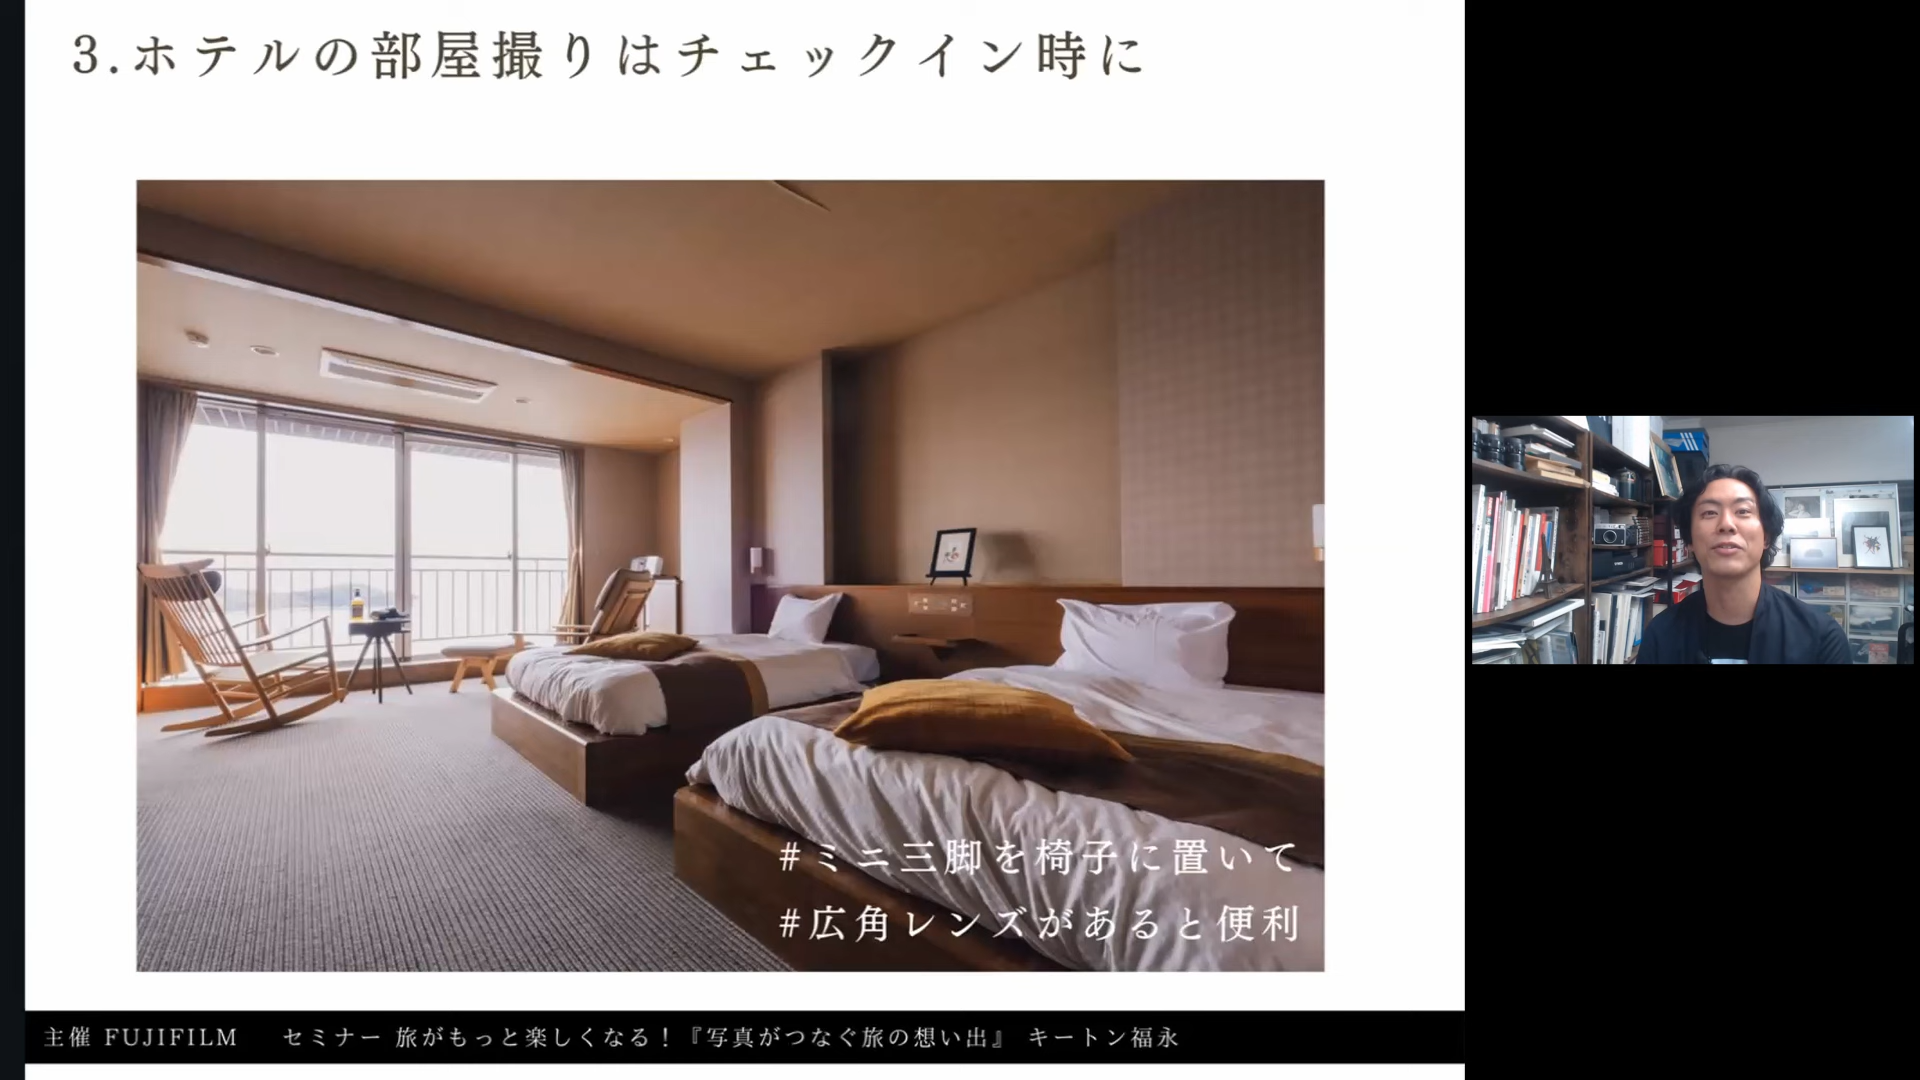 3.ホテルの部屋撮りはチェックイン時に
#ミニ三脚を椅子に置いて
#広角レンズがあると便利
主催 FUJIFILM セミナー 旅がもっと楽しくなる！『写真がつなぐ旅の想い出』 キートン福永